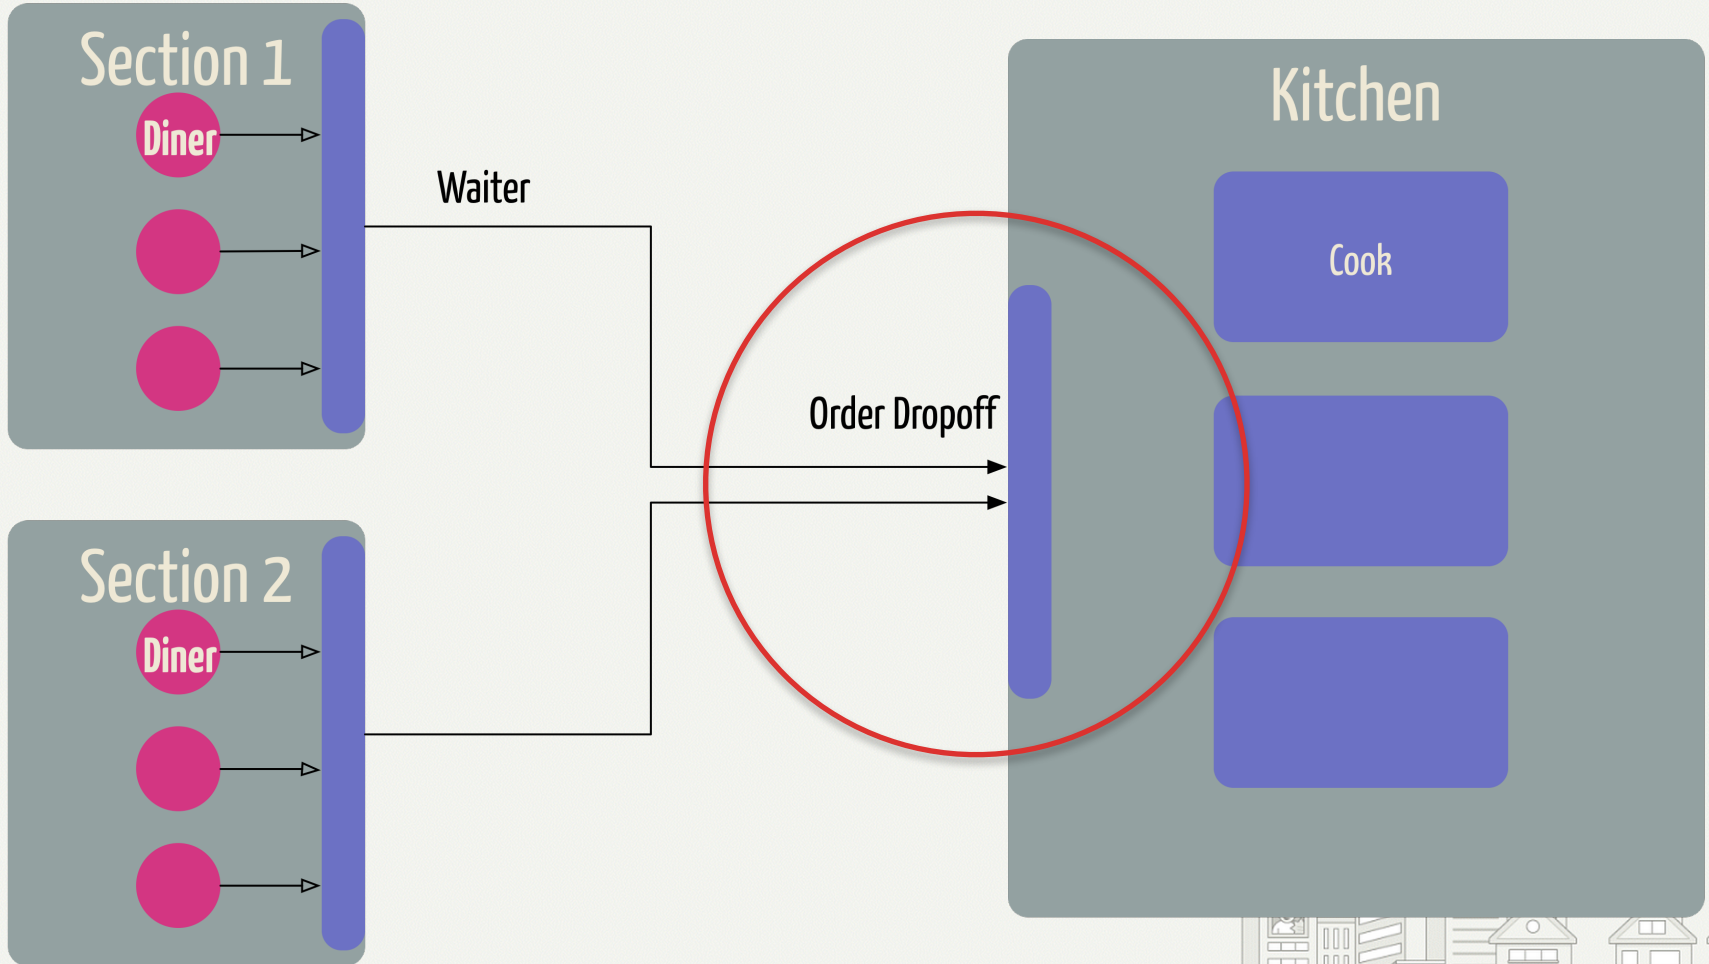 Section 1
Diner
Waiter
Order Dropoff
Section 2
Diner
Kitchen
Cook